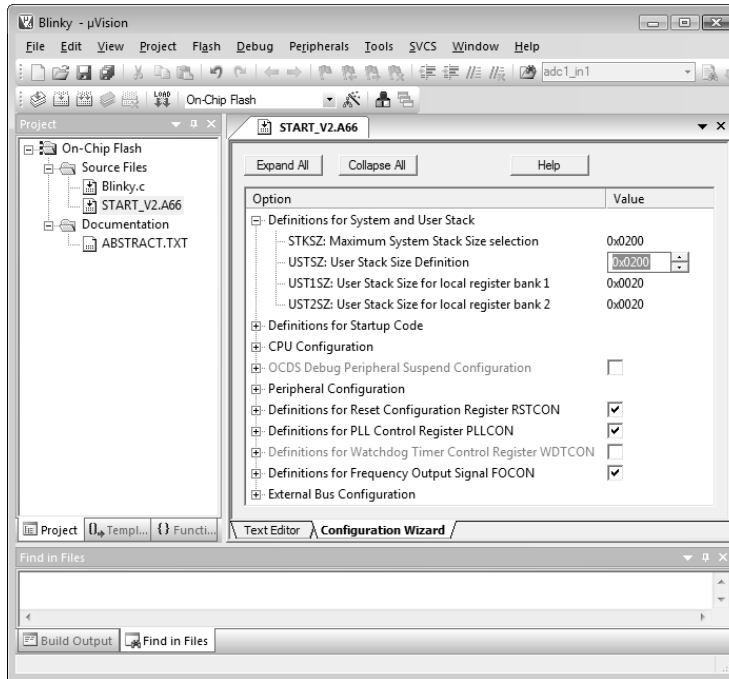 Blinky - µVision
File Edit View Project Flash Debug Peripherals Tools SVCS Window Help
adc1_in1
LOAD On-Chip Flash
Project
START_V2.A66
On-Chip Flash
Source Files
Blinky.c
START_V2.A66
Documentation
ABSTRACT.TXT
Expand All Collapse All Help
Option Value
Definitions for System and User Stack
STKSZ: Maximum System Stack Size selection 0x0200
USTSZ: User Stack Size Definition 0x0200
UST1SZ: User Stack Size for local register bank 1 0x0020
UST2SZ: User Stack Size for local register bank 2 0x0020
Definitions for Startup Code
CPU Configuration
OCDS Debug Peripheral Suspend Configuration
Peripheral Configuration
Definitions for Reset Configuration Register RSTCON
Definitions for PLL Control Register PLLCON
Definitions for Watchdog Timer Control Register WDTCON
Definitions for Frequency Output Signal FOCON
External Bus Configuration
Project Templ... {} Functi...
Text Editor Configuration Wizard
Find in Files
Build Output Find in Files